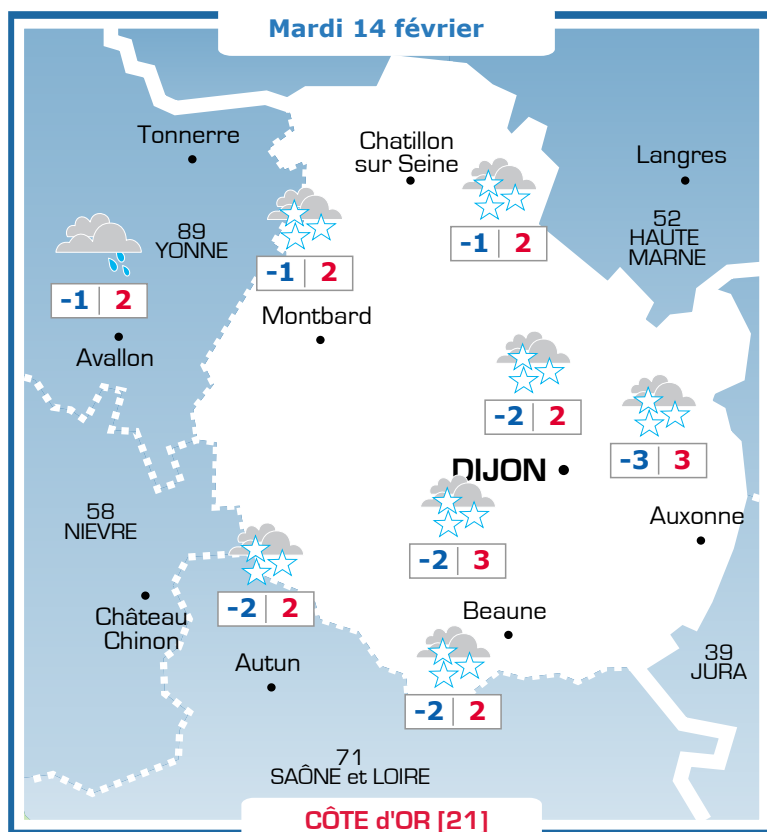 Mardi 14 février
Tonnerre
Chatillon
sur Seine
Langres
89
YONNE
52
HAUTE
MARNE
-1 2
-1 2
-1 2
Montbard
Avallon
-2 2
-3 3
DIJON
58
NIEVRE
Auxonne
-2 3
-2 2
Château
Chinon
Beaune
Autun
39
JURA
-2 2
71
SAÔNE et LOIRE
CÔTE d'OR [21]